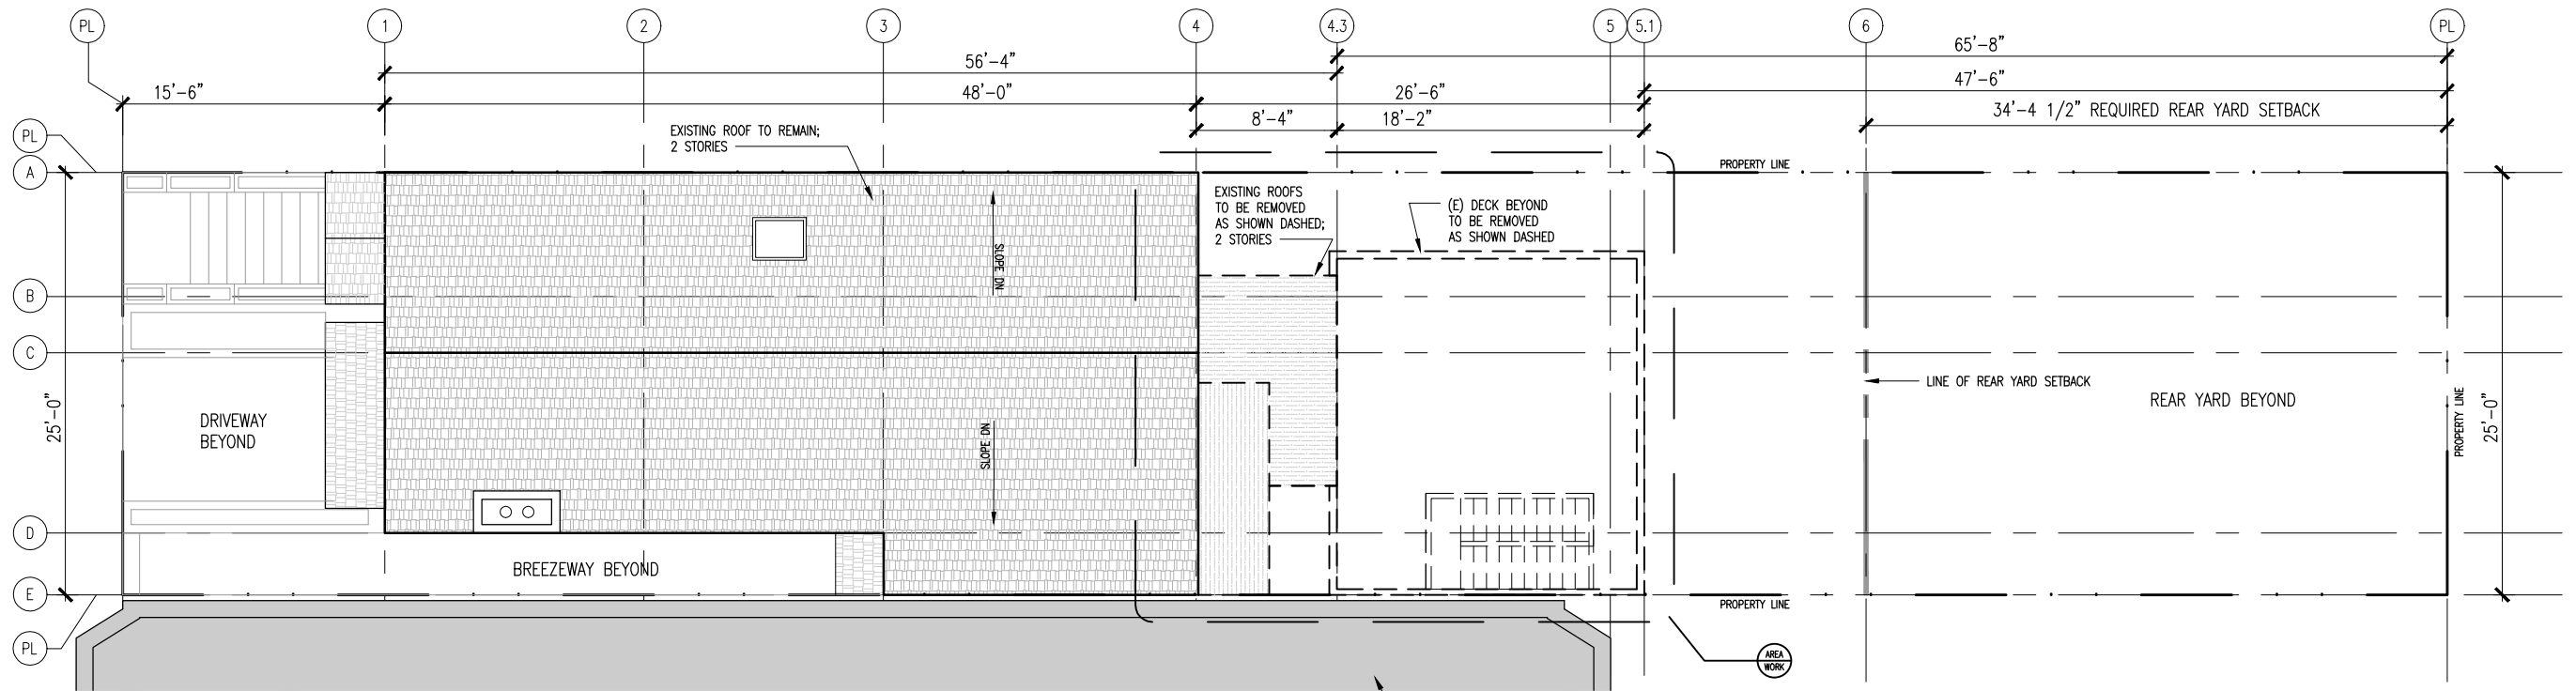 PL
1
2
3
4
4.3
5
5.1
6
PL
65'-8"
56'-4"
47'-6"
15'-6"
48'-0"
26'-6"
8'-4"
18'-2"
34'-4 1/2" REQUIRED REAR YARD SETBACK
PL
A
B
C
D
E
PL
25'-0"
EXISTING ROOF TO REMAIN;
2 STORIES
SLOPE DN
SLOPE DN
EXISTING ROOFS
TO BE REMOVED
AS SHOWN DASHED;
2 STORIES
(E) DECK BEYOND
TO BE REMOVED
AS SHOWN DASHED
PROPERTY LINE
LINE OF REAR YARD SETBACK
REAR YARD BEYOND
PROPERTY LINE
25'-0"
DRIVEWAY
BEYOND
BREEZEWAY BEYOND
PROPERTY LINE
AREA
WORK